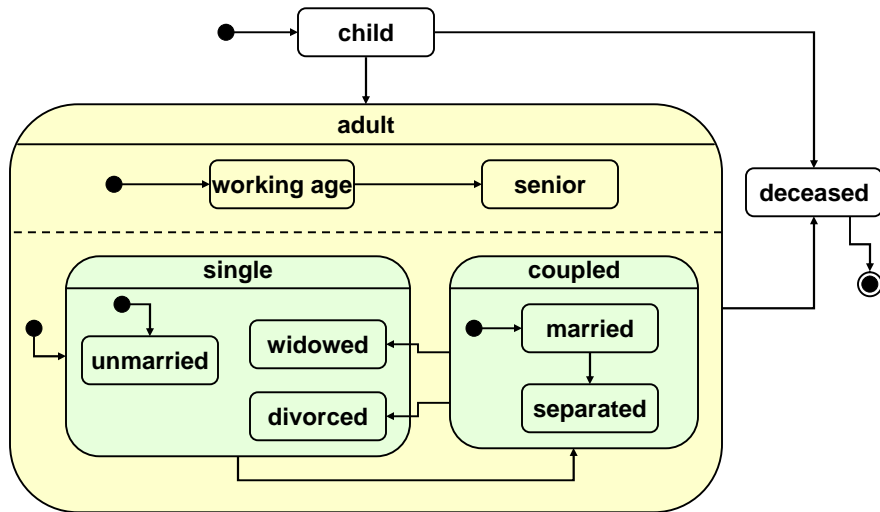 child
adult
working age
senior
deceased
single
coupled
unmarried
widowed
married
divorced
separated